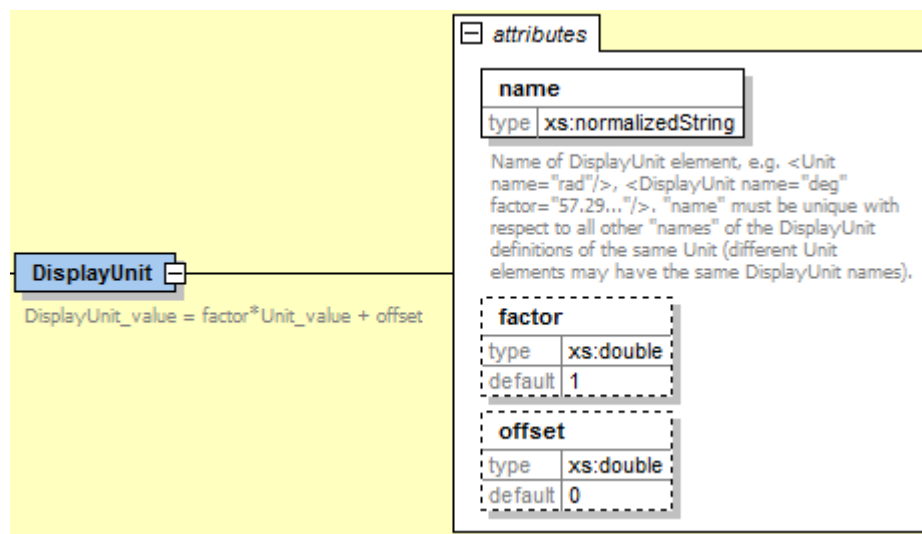 attributes
name
type xs:normalizedString
Name of DisplayUnit element, e.g. <Unit
name="rad"/>, <DisplayUnit name="deg"
factor="57.29..."/>. "name" must be unique with
respect to all other "names" of the DisplayUnit
definitions of the same Unit (different Unit
elements may have the same DisplayUnit names).
DisplayUnit
DisplayUnit_value = factor*Unit_value + offset
factor
type xs:double
default 1
offset
type xs:double
default 0